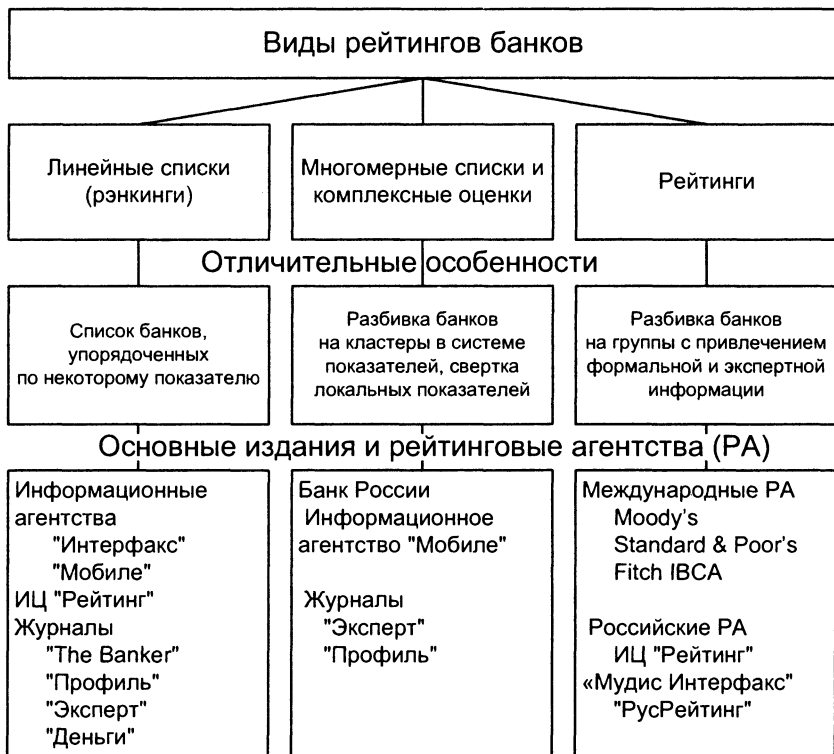 Виды рейтингов банков
Линейные списки
(рэнкинги)
Многомерные списки и
комплексные оценки
Рейтинги
Отличительные особенности
Список банков,
упорядоченных
по некоторому показателю
Разбивка банков
на кластеры в системе
показателей, свертка
локальных показателей
Разбивка банков
на группы с привлечением
формальной и экспертной
информации
Основные издания и рейтинговые агентства (РА)
Информационные
агентства
"Интерфакс"
"Мобиле"
ИЦ "Рейтинг"
Журналы
"The Banker"
"Профиль"
"Эксперт"
"Деньги"
Банк России
Информационное
агентство "Мобиле"
Журналы
"Эксперт"
"Профиль"
Международные РА
Moody's
Standard & Poor's
Fitch IBCA
Российские РА
ИЦ "Рейтинг"
«Мудис Интерфакс"
"РусРейтинг"